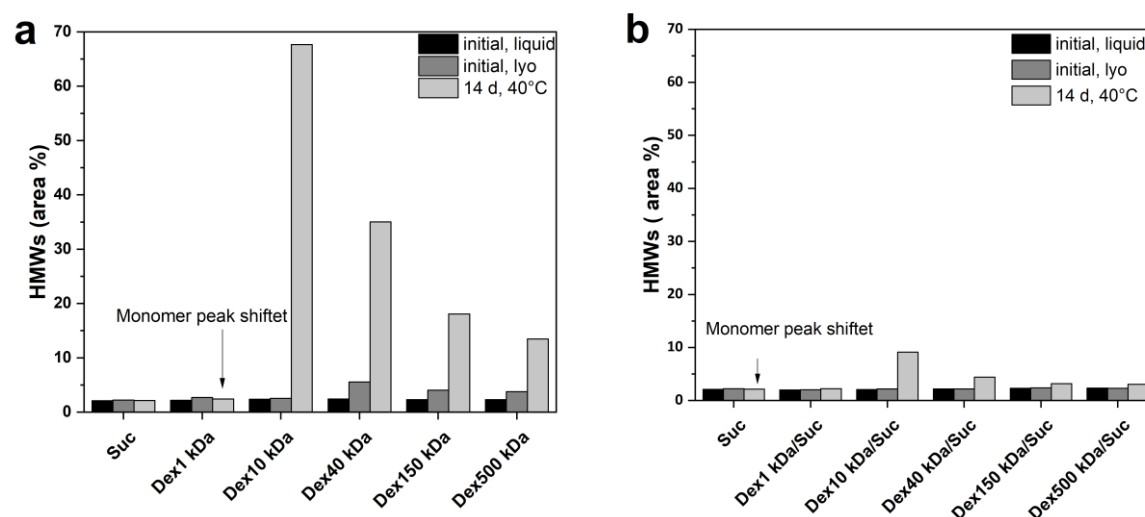 a
HMWs (area %)
70
60
50
40
30
20
10
0
initial, liquid
initial, lyo
14 d, 40°C
Monomer peak shiftet
Suc
Dex1 kDa
Dex10 kDa
Dex40 kDa
Dex150 kDa
Dex500 kDa
b
HMWs ( area %)
70
60
50
40
30
20
10
0
initial, liquid
initial, lyo
14 d, 40°C
Monomer peak shiftet
Suc
Dex1 kDa/Suc
Dex10 kDa/Suc
Dex40 kDa/Suc
Dex150 kDa/Suc
Dex500 kDa/Suc